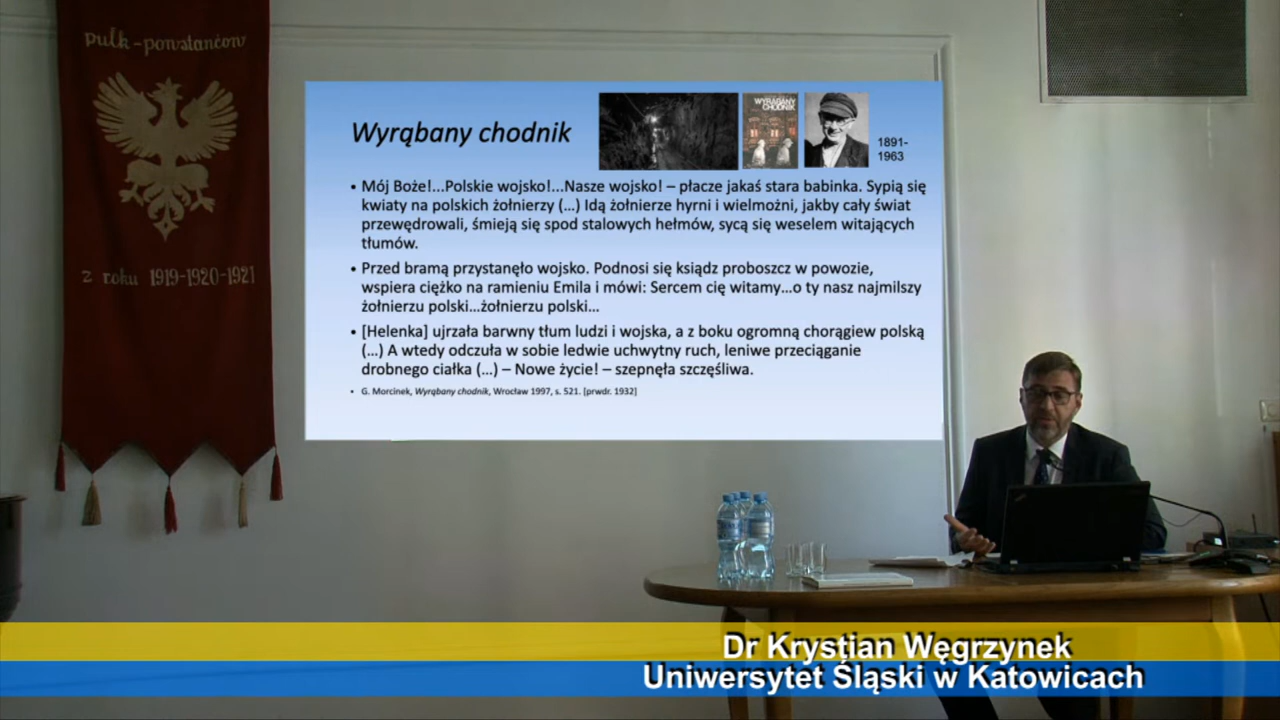 pułk-powstańców
z roku 1919-1920-1921
Wyrąbany chodnik
WYRĄBANY
CHODNIK
1891-
1963
• Mój Boże!...Polskie wojsko!...Nasze wojsko! – płacze jakaś stara babinka. Sypią się
kwiaty na polskich żołnierzy (...) Idą żołnierze hyrni i wielmożni, jakby cały świat
przewędrowali, śmieją się spod stalowych hełmów, sycą się weselem witających
tłumów.
• Przed bramą przystanęło wojsko. Podnosi się ksiądz proboszcz w powozie,
wspiera ciężko na ramieniu Emila i mówi: Sercem cię witamy...o ty nasz najmilszy
żołnierzu polski...żołnierzu polski...
• [Helenka] ujrzała barwny tłum ludzi i wojska, a z boku ogromną chorągiew polską
(...) A wtedy odczuła w sobie ledwie uchwytny ruch, leniwe przeciąganie
drobnego ciałka (...) – Nowe życie! – szepnęła szczęśliwa.
• G. Morcinek, Wyrąbany chodnik, Wrocław 1997, s. 521. [prwdr. 1932]
Dr Krystian Węgrzynek
Uniwersytet Śląski w Katowicach